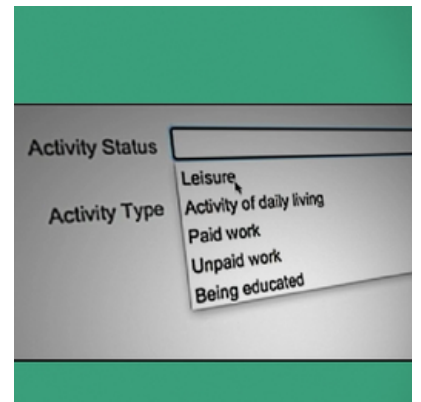 Activity Status
Leisure
Activity of daily living
Activity Type
Paid work
Unpaid work
Being educated